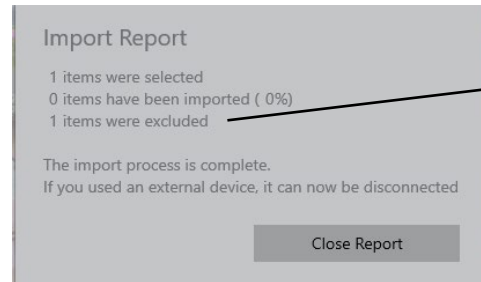 Import Report
1 items were selected
0 items have been imported ( 0%)
1 items were excluded
The import process is complete.
If you used an external device, it can now be disconnected
Close Report